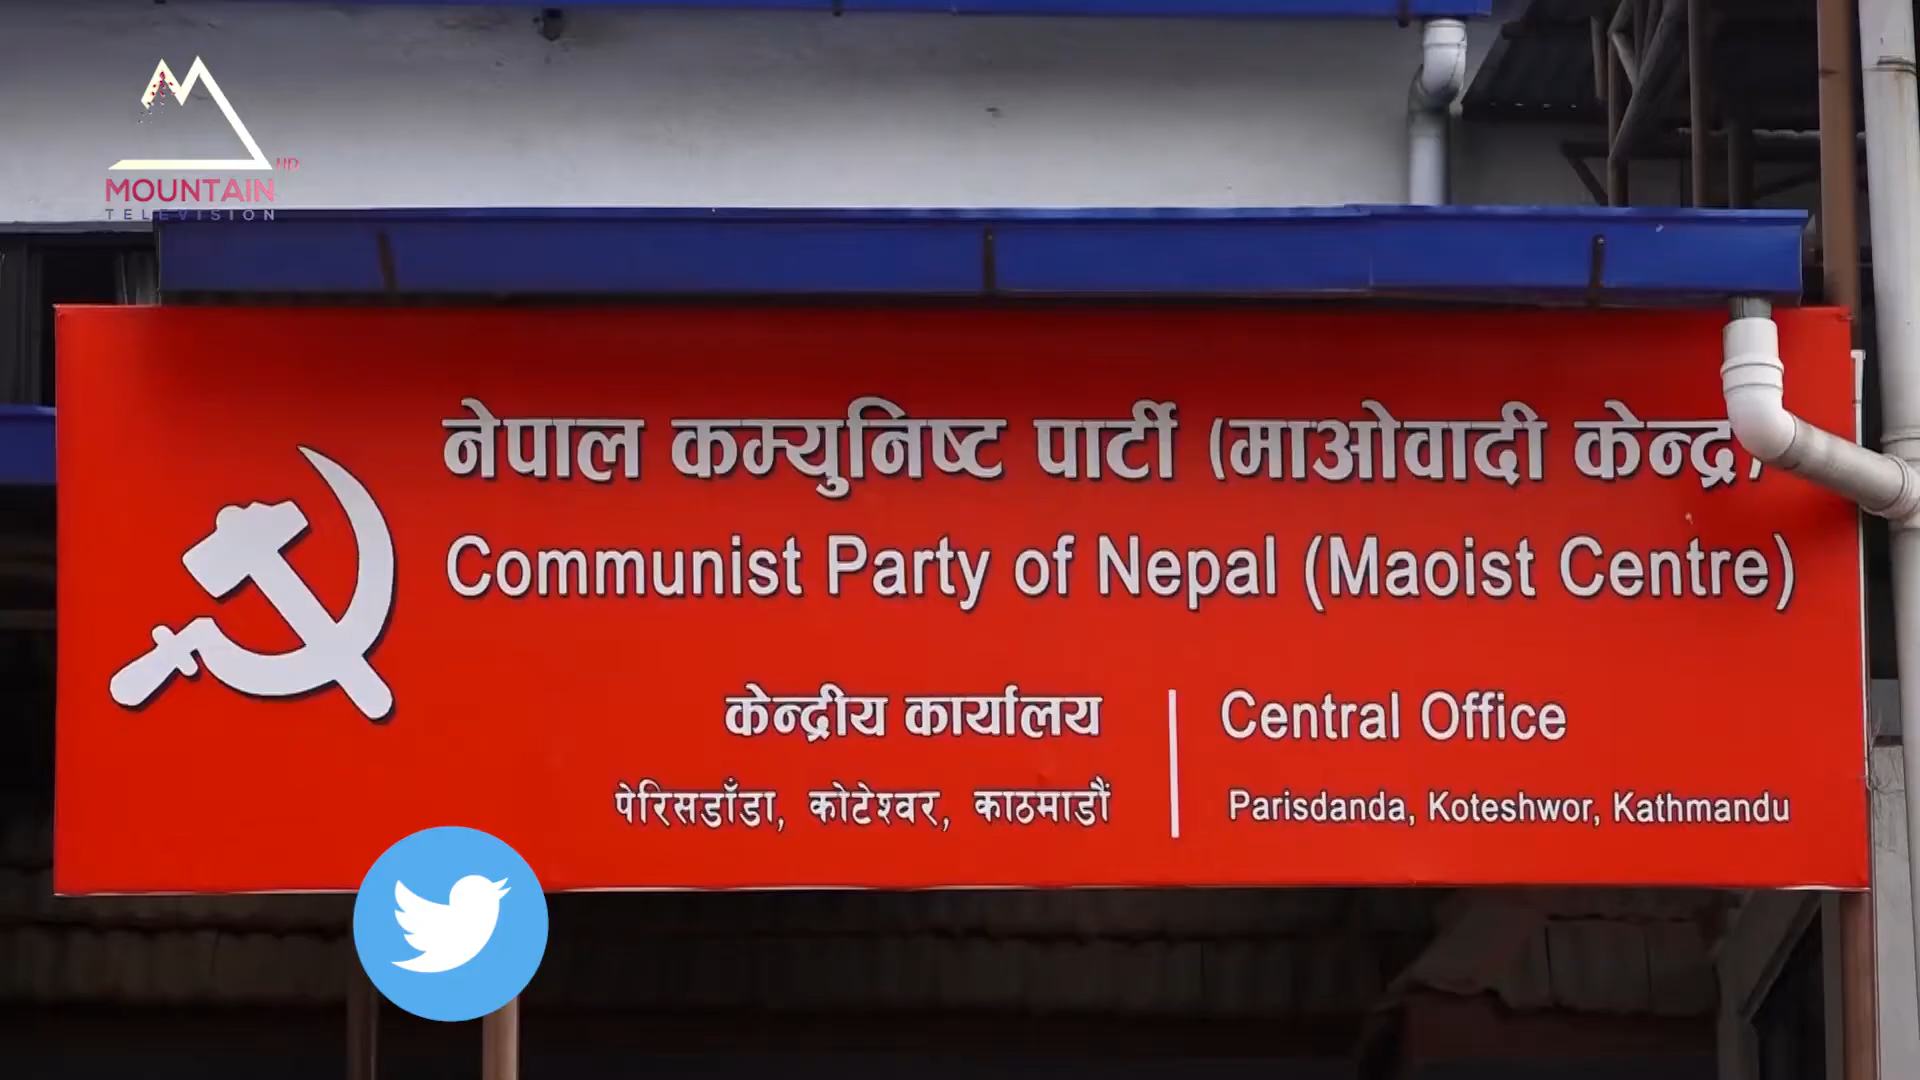 MOUNTAIN HD
TELEVISION
नेपाल कम्युनिष्ट पार्टी (माओवादी केन्द्र)
Communist Party of Nepal (Maoist Centre)
केन्द्रीय कार्यालय
पेरिसडाँडा, कोटेश्वर, काठमाडौं
Central Office
Parisdanda, Koteshwor, Kathmandu